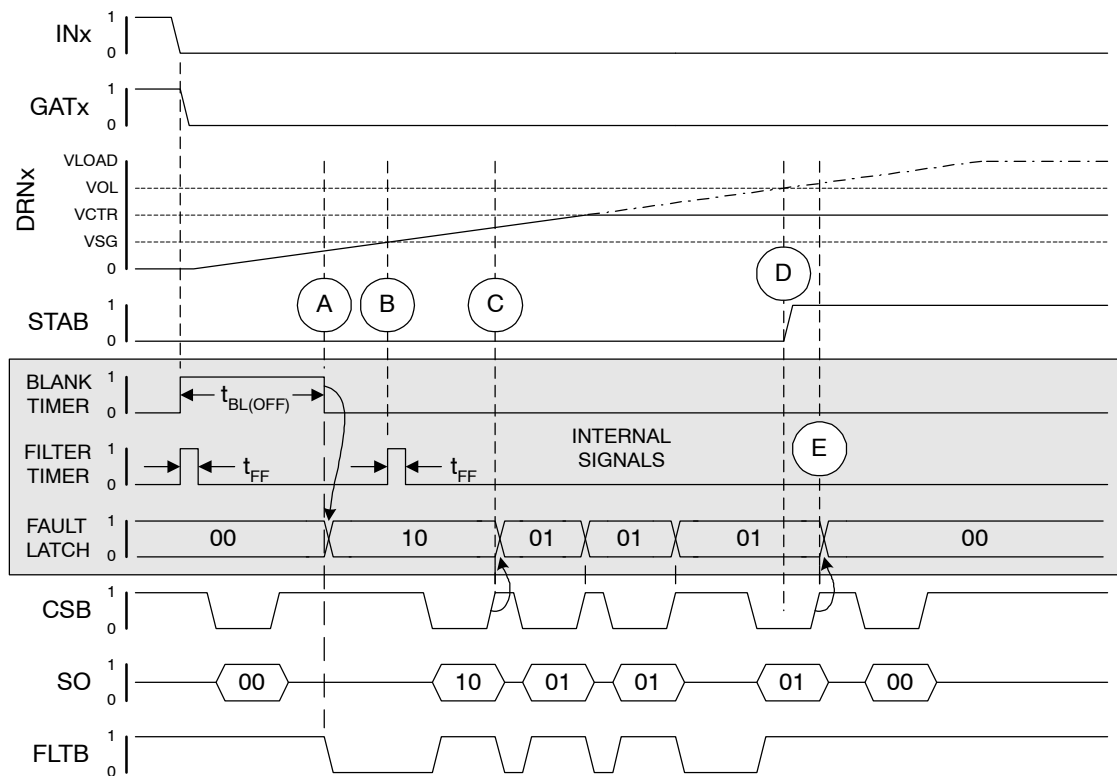 INx
1
0
GATx
1
0
DRNx
VLOAD
VOL
VCTR
VSG
0
A
B
C
D
STAB
1
0
BLANK
TIMER
1
0
tBL(OFF)
FILTER
TIMER
1
0
tFF
tFF
INTERNAL
SIGNALS
E
FAULT
LATCH
1
0
00
10
01
01
01
00
CSB
1
0
SO
1
0
00
10
01
01
01
00
FLTB
1
0